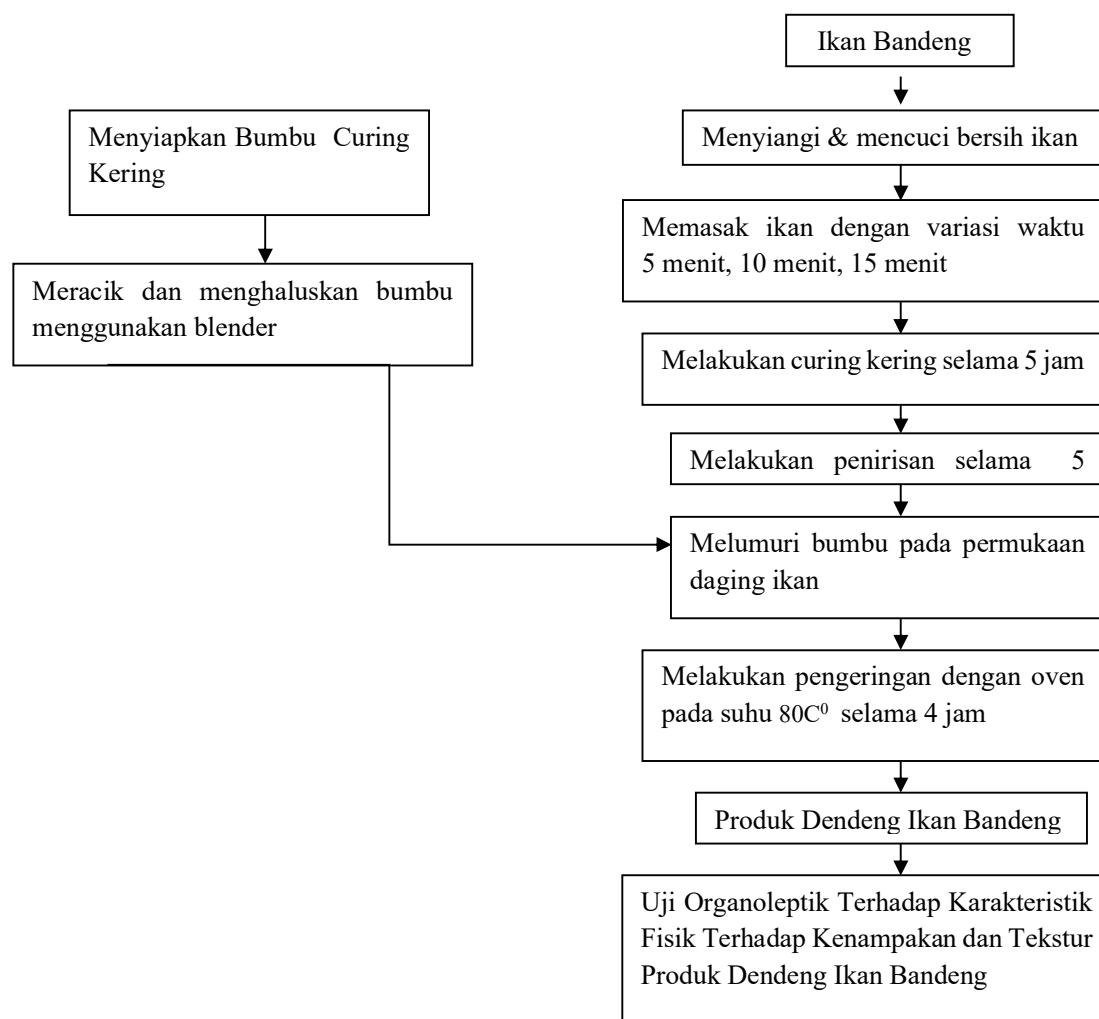 Ikan Bandeng
Menyiapkan Bumbu Curing
Kering
Menyiangi & mencuci bersih ikan
Memasak ikan dengan variasi waktu
5 menit, 10 menit, 15 menit
Meracik dan menghaluskan bumbu
menggunakan blender
Melakukan curing kering selama 5 jam
Melakukan penirisan selama 5
Melumuri bumbu pada permukaan
daging ikan
Melakukan pengeringan dengan oven
pada suhu 80C⁰ selama 4 jam
Produk Dendeng Ikan Bandeng
Uji Organoleptik Terhadap Karakteristik
Fisik Terhadap Kenampakan dan Tekstur
Produk Dendeng Ikan Bandeng